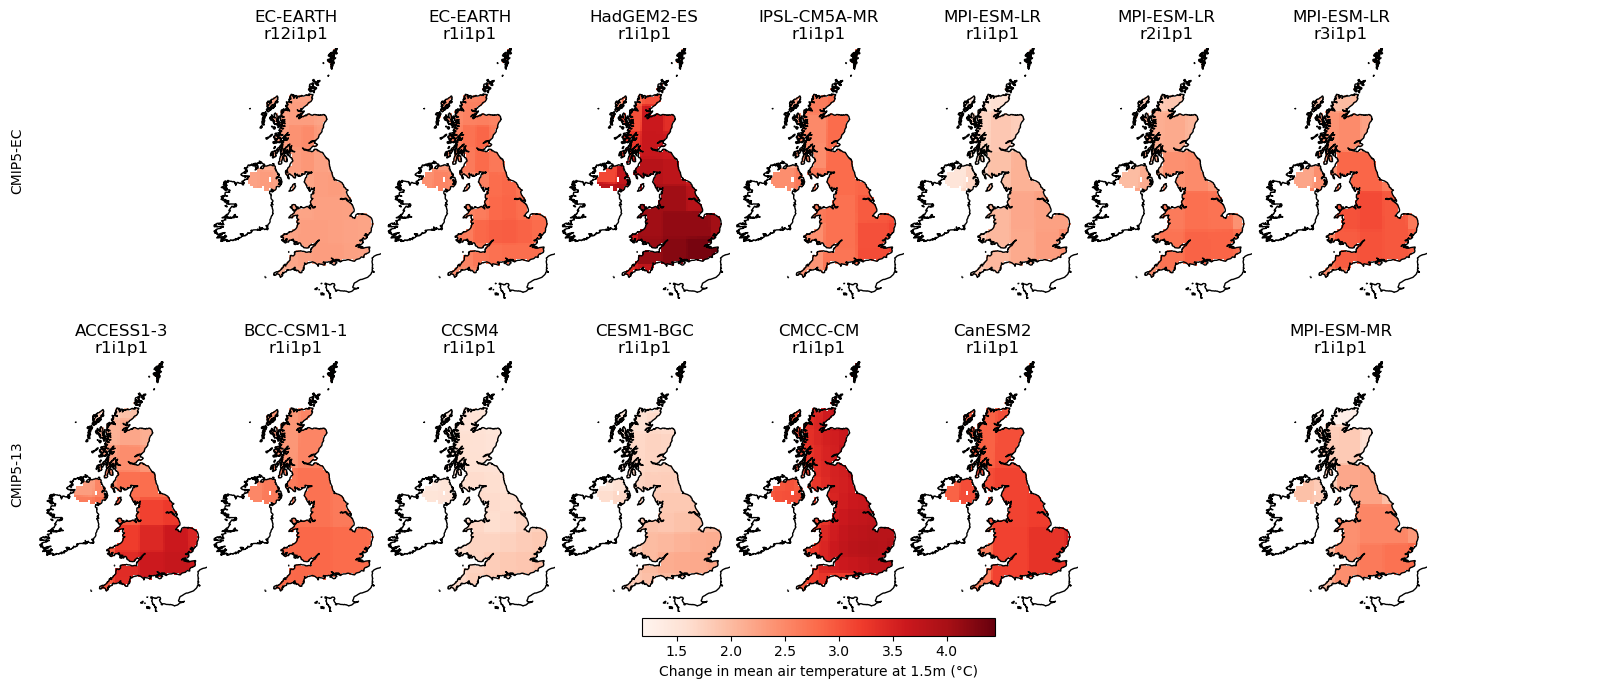 EC-EARTH
r12i1p1
EC-EARTH
r1i1p1
HadGEM2-ES
r1i1p1
IPSL-CM5A-MR
r1i1p1
MPI-ESM-LR
r1i1p1
MPI-ESM-LR
r2i1p1
MPI-ESM-LR
r3i1p1
CMIP5-EC
ACCESS1-3
r1i1p1
BCC-CSM1-1
r1i1p1
CCSM4
r1i1p1
CESM1-BGC
r1i1p1
CMCC-CM
r1i1p1
CanESM2
r1i1p1
MPI-ESM-MR
r1i1p1
CMIP5-13
1.5 2.0 2.5 3.0 3.5 4.0
Change in mean air temperature at 1.5m (°C)